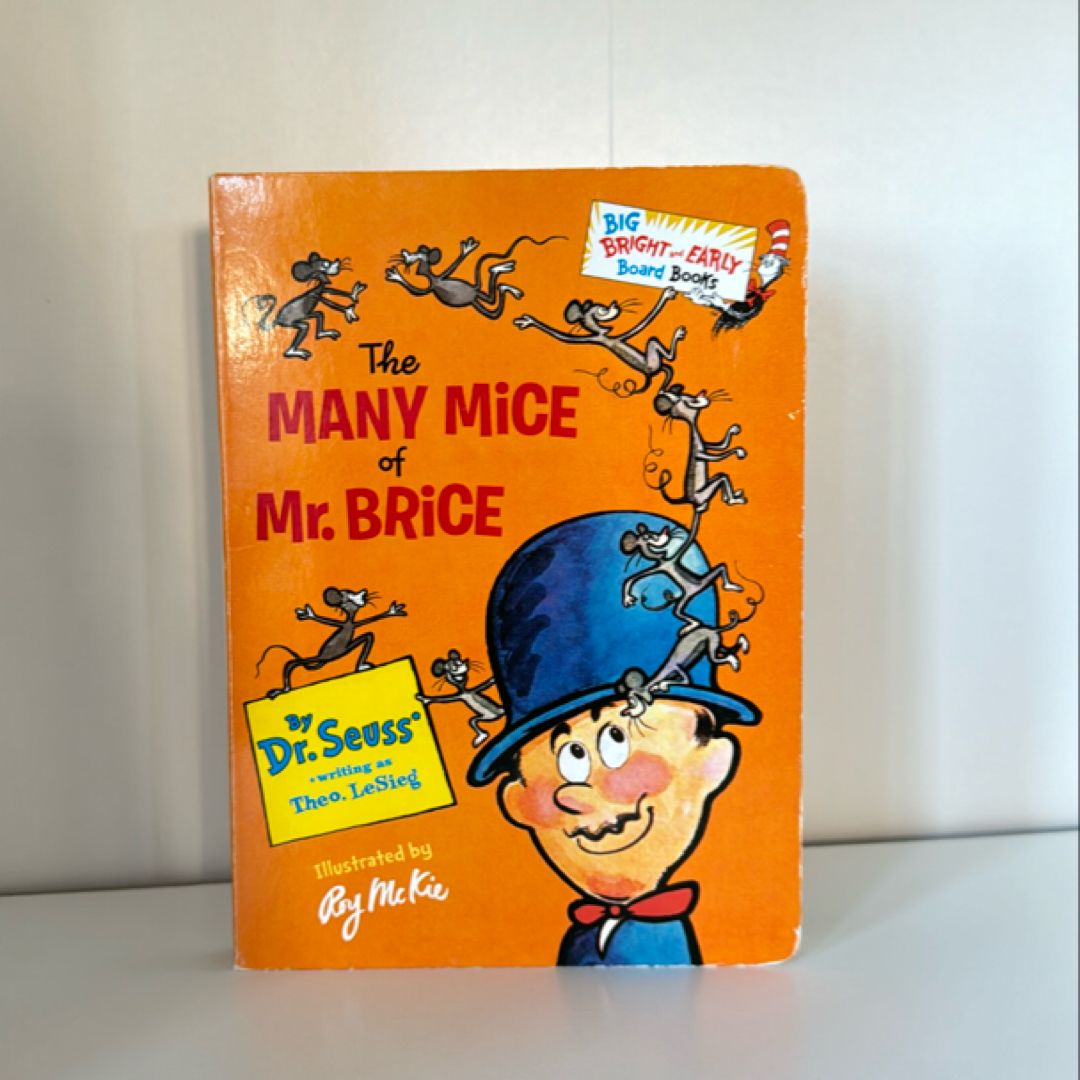 BIG
BRIGHT and EARLY
Board Books
The
MANY MiCE
of
Mr. BRiCE
By
Dr. Seuss*
*writing as
Theo. LeSieg
Illustrated by
Roy McKie